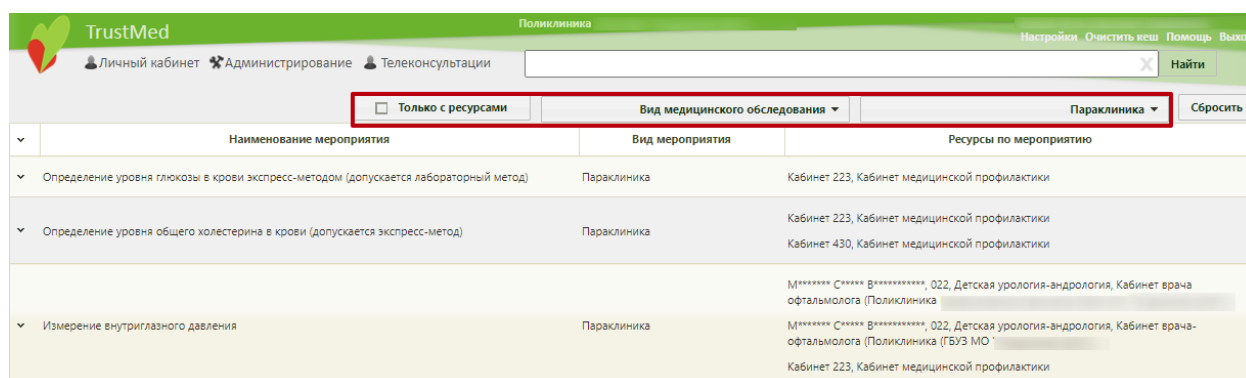 TrustMed
Поликлиника
Настройки Очистить кеш Помощь Выхо
Личный кабинет Администрирование Телеконсультации
X Найти
Только с ресурсами Вид медицинского обследования Параклиника Сбросить
Наименование мероприятия Вид мероприятия Ресурсы по мероприятию
Определение уровня глюкозы в крови экспресс-методом (допускается лабораторный метод) Параклиника Кабинет 223, Кабинет медицинской профилактики
Кабинет 223, Кабинет медицинской профилактики
Определение уровня общего холестерина в крови (допускается экспресс-метод) Параклиника
Кабинет 430, Кабинет медицинской профилактики
М******* С***** В***********, 022, Детская урология-андрология, Кабинет врача
офтальмолога (Поликлиника
Измерение внутриглазного давления Параклиника М******* С***** В***********, 022, Детская урология-андрология, Кабинет врача-
офтальмолога (Поликлиника (ГБУЗ МО
Кабинет 223, Кабинет медицинской профилактики